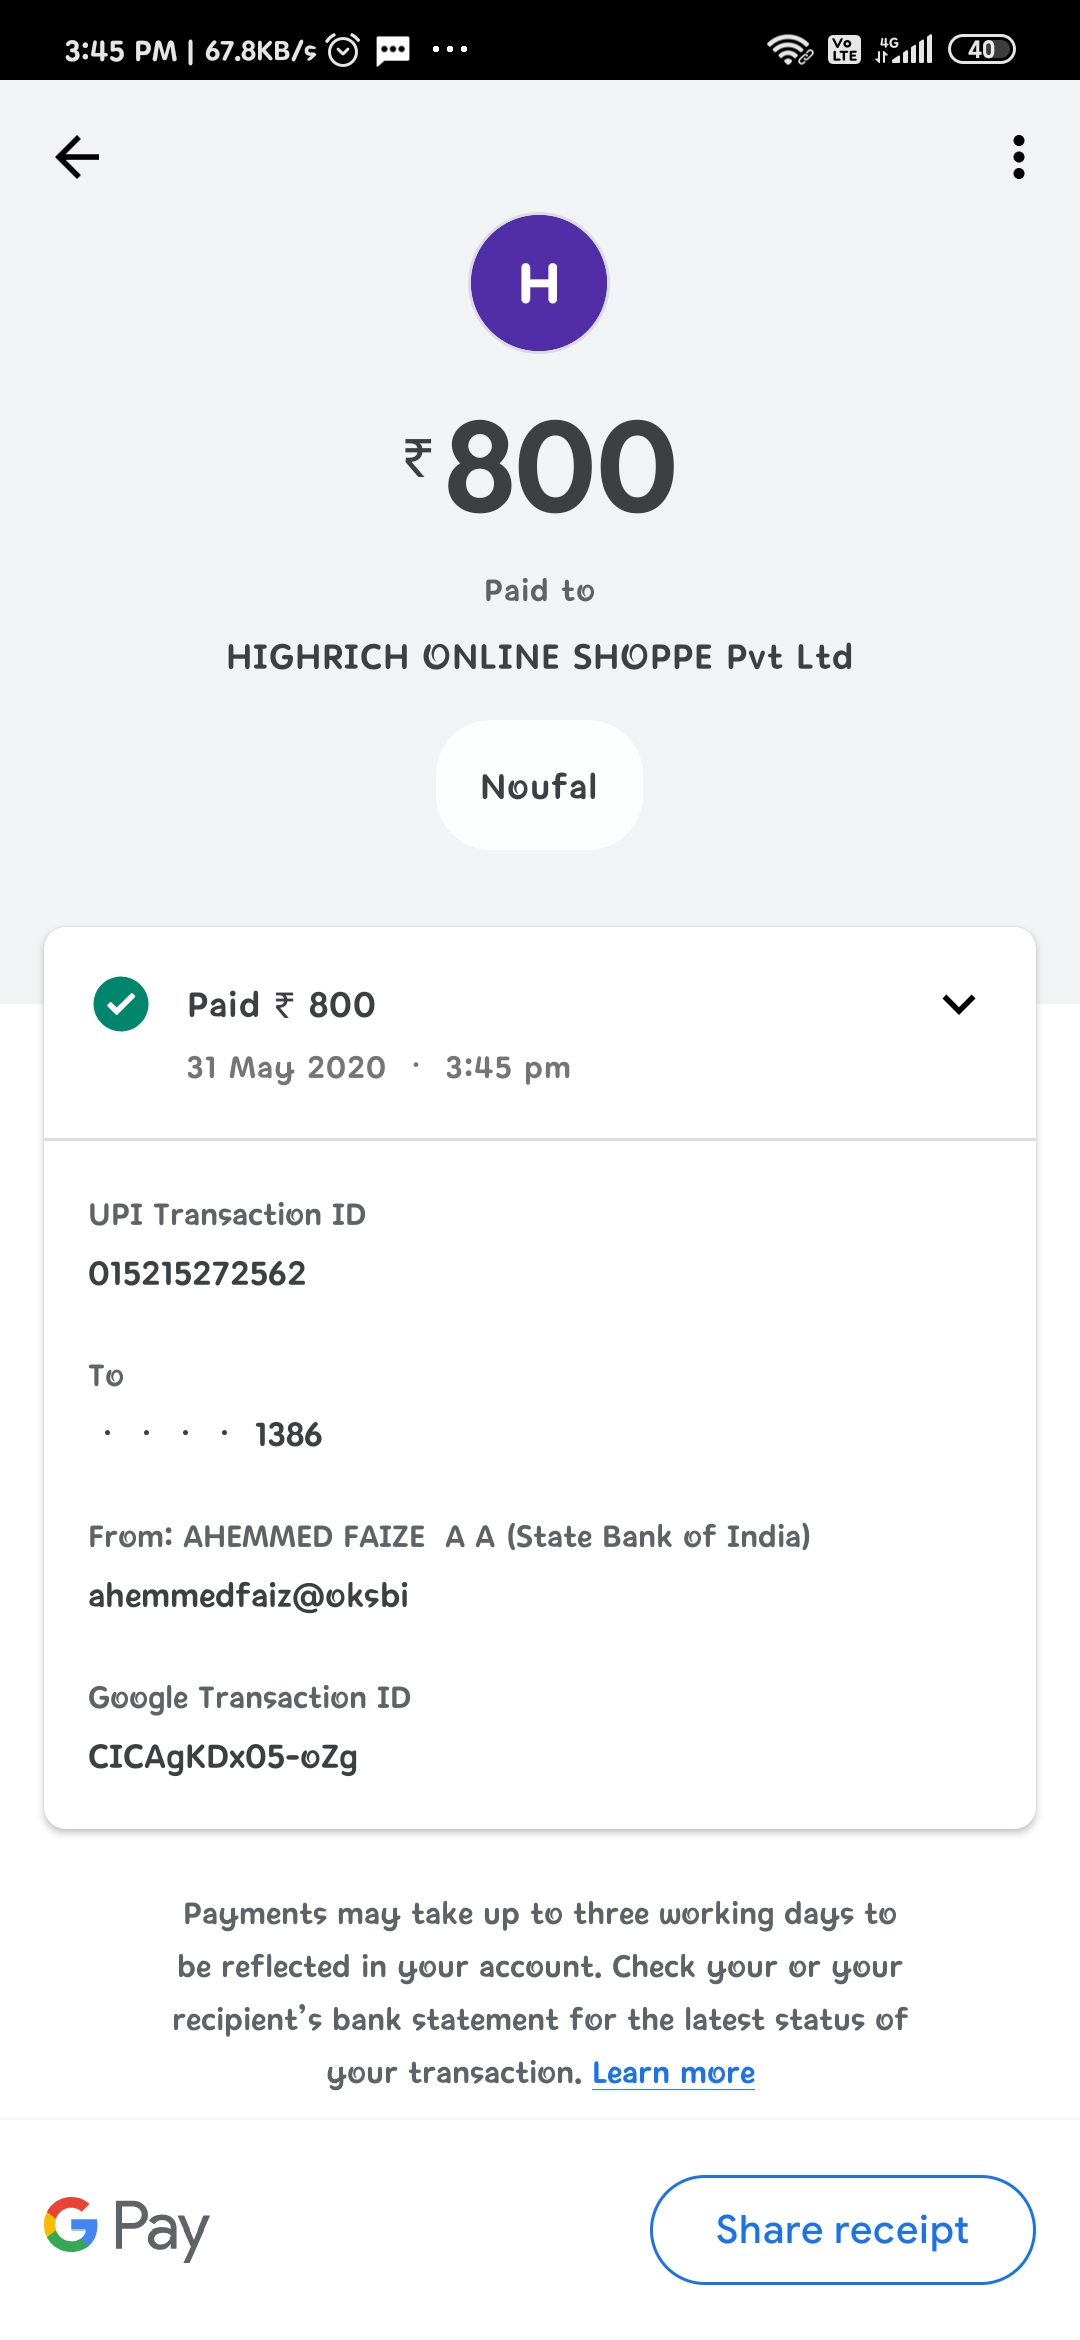 3:45 PM | 67.8KB/s
Vo LTE 4G 40
H
₹800
Paid to
HIGHRICH ONLINE SHOPPE Pvt Ltd
Noufal
Paid ₹ 800
31 May 2020 · 3:45 pm
UPI Transaction ID
015215272562
To
· · · · 1386
From: AHEMMED FAIZE  A A (State Bank of India)
ahemmedfaiz@oksbi
Google Transaction ID
CICAgKDx05-oZg
Payments may take up to three working days to
be reflected in your account. Check your or your
recipient’s bank statement for the latest status of
your transaction. Learn more
G Pay
Share receipt